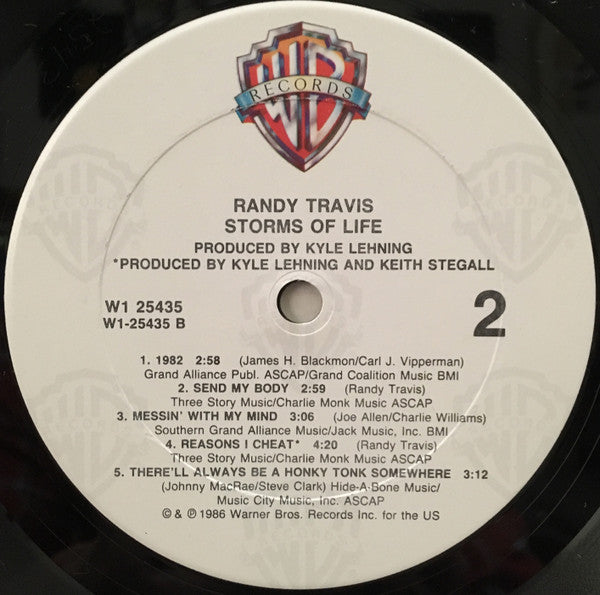 WB
RECORDS
RANDY TRAVIS
STORMS OF LIFE
PRODUCED BY KYLE LEHNING
*PRODUCED BY KYLE LEHNING AND KEITH STEGALL
W1 25435
W1-25435 B
2
1. 1982 2:58 (James H. Blackmon/Carl J. Vipperman)
Grand Alliance Publ. ASCAP/Grand Coalition Music BMI
2. SEND MY BODY 2:59 (Randy Travis)
Three Story Music/Charlie Monk Music ASCAP
3. MESSIN' WITH MY MIND 3:06 (Joe Allen/Charlie Williams)
Southern Grand Alliance Music/Jack Music, Inc. BMI
4. REASONS I CHEAT* 4:20 (Randy Travis)
Three Story Music/Charlie Monk Music ASCAP
5. THERE'LL ALWAYS BE A HONKY TONK SOMEWHERE 3:12
(Johnny MacRae/Steve Clark) Hide-A-Bone Music/
Music City Music, Inc. ASCAP
© & ℗ 1986 Warner Bros. Records Inc. for the US